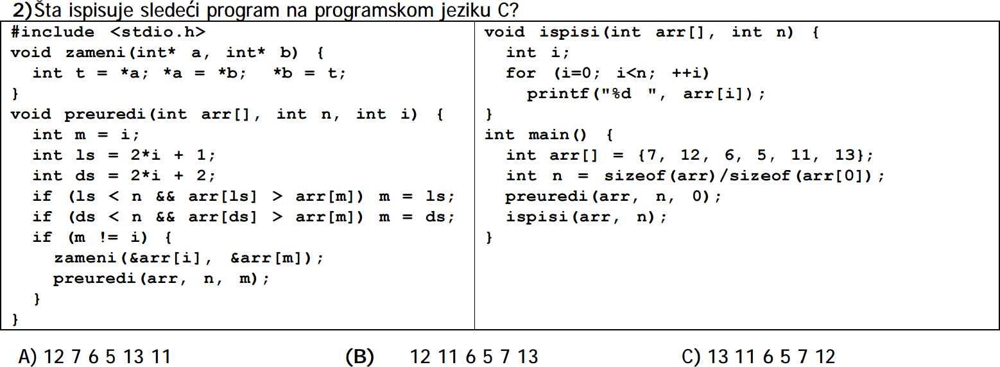 2)Šta ispisuje sledeći program na programskom jeziku C?
#include <stdio.h>
void zameni(int* a, int* b) {
int t = *a; *a = *b; *b = t;
}
void preuredi(int arr[], int n, int i) {
int m = i;
int ls = 2*i + 1;
int ds = 2*i + 2;
if (ls < n && arr[ls] > arr[m]) m = ls;
if (ds < n && arr[ds] > arr[m]) m = ds;
if (m != i) {
zameni(&arr[i], &arr[m]);
preuredi(arr, n, m);
}
}
void ispisi(int arr[], int n) {
int i;
for (i=0; i<n; ++i)
printf("%d ", arr[i]);
}
int main() {
int arr[] = {7, 12, 6, 5, 11, 13};
int n = sizeof(arr)/sizeof(arr[0]);
preuredi(arr, n, 0);
ispisi(arr, n);
}
A) 12 7 6 5 13 11 (B) 12 11 6 5 7 13 C) 13 11 6 5 7 12